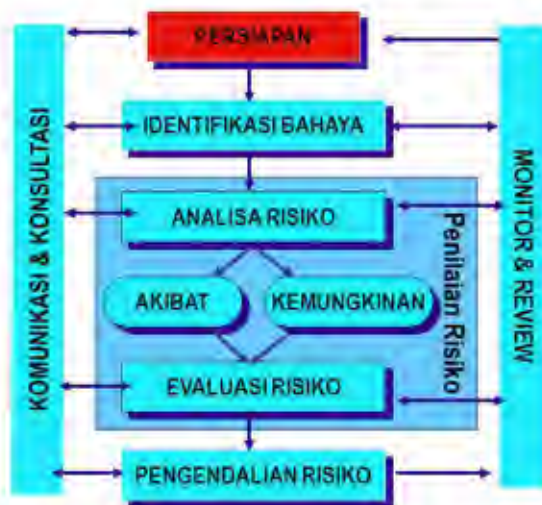 PERSIAPAN
IDENTIFIKASI BAHAYA
ANALISA RISIKO
AKIBAT
KEMUNGKINAN
EVALUASI RISIKO
PENGENDALIAN RISIKO
KOMUNIKASI & KONSULTASI
Penilaian Risiko
MONITOR & REVIEW